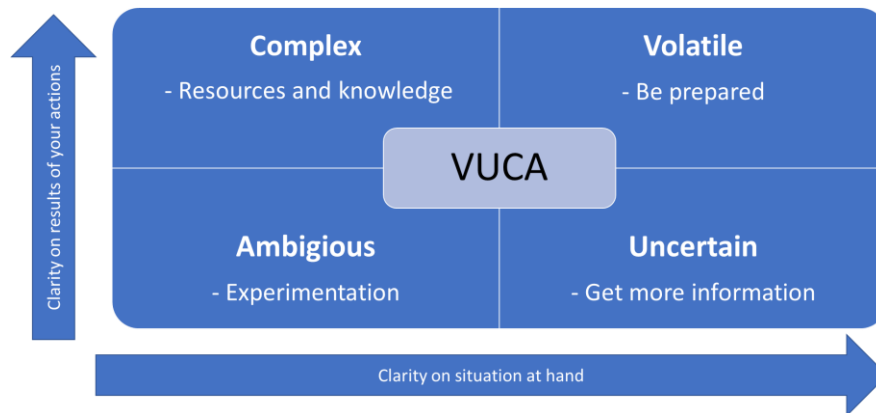 Clarity on results of your actions
Complex
- Resources and knowledge
Volatile
- Be prepared
VUCA
Ambigious
- Experimentation
Uncertain
- Get more information
Clarity on situation at hand